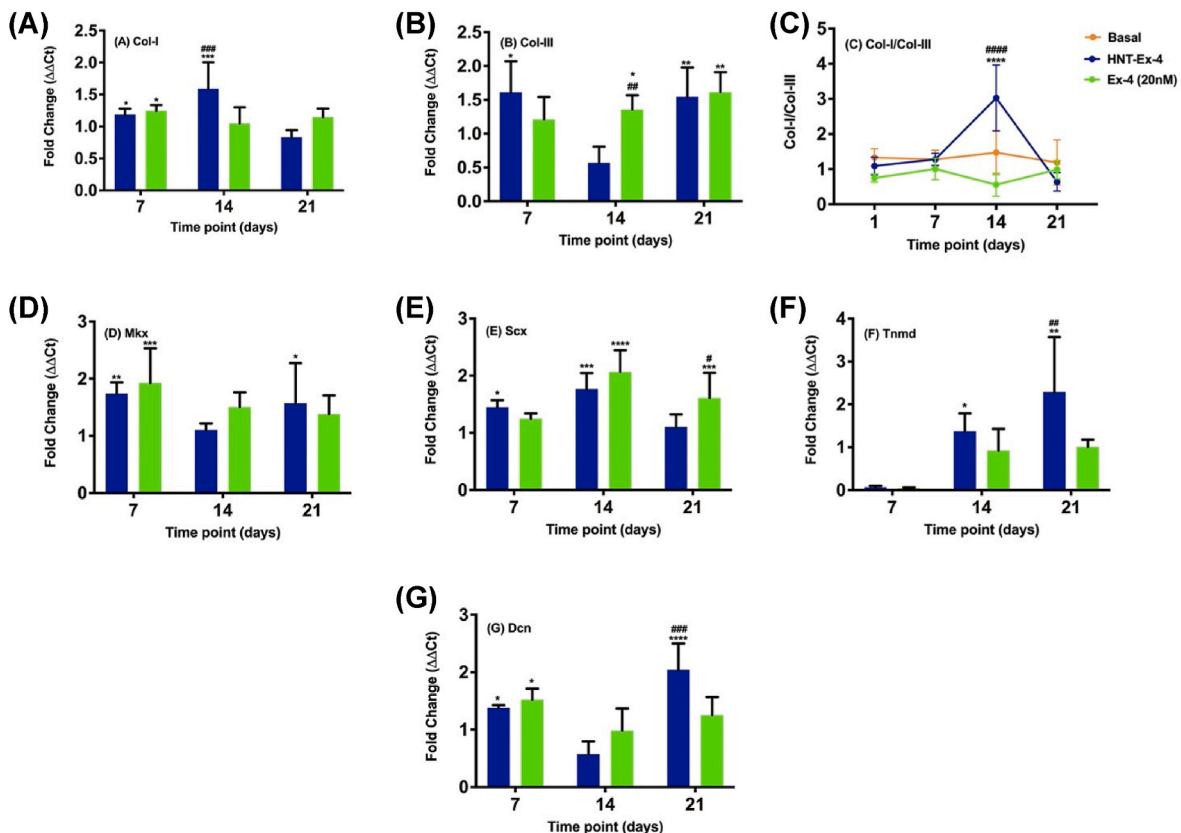 (A)
(A) Col-I
Fold Change (ΔΔCt)
2.5
2.0
1.5
1.0
0.5
0.0
*
*
###
***
7
14
21
Time point (days)
(B)
(B) Col-III
Fold Change (ΔΔCt)
2.5
2.0
1.5
1.0
0.5
0.0
*
*
##
**
**
7
14
21
Time point (days)
(C)
(C) Col-I/Col-III
Col-I/Col-III
5
4
3
2
1
0
####
****
1
7
14
21
Time point (days)
Basal
HNT-Ex-4
Ex-4 (20nM)
(D)
(D) Mkx
Fold Change (ΔΔCt)
3
2
1
0
**
***
*
7
14
21
Time point (days)
(E)
(E) Scx
Fold Change (ΔΔCt)
3
2
1
0
*
***
****
#
***
7
14
21
Time point (days)
(F)
(F) Tnmd
Fold Change (ΔΔCt)
4
3
2
1
0
*
##
**
7
14
21
Time point (days)
(G)
(G) Dcn
Fold Change (ΔΔCt)
3
2
1
0
*
*
###
****
7
14
21
Time point (days)